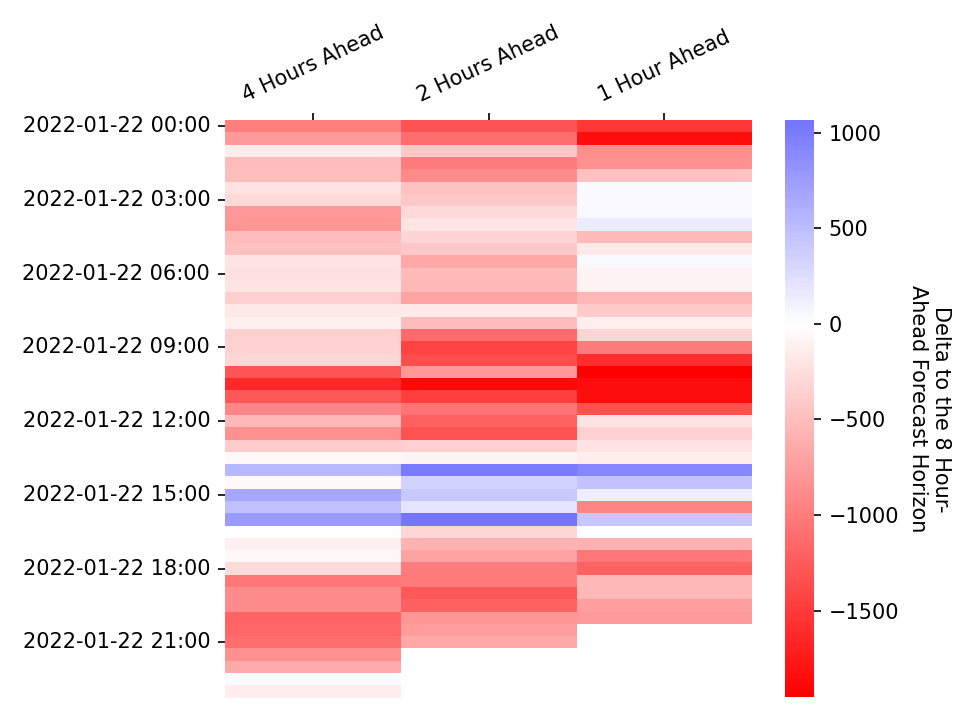 4 Hours Ahead
2 Hours Ahead
1 Hour Ahead
2022-01-22 00:00
2022-01-22 03:00
2022-01-22 06:00
2022-01-22 09:00
2022-01-22 12:00
2022-01-22 15:00
2022-01-22 18:00
2022-01-22 21:00
1000
500
0
−500
−1000
−1500
Delta to the 8 Hour-
Ahead Forecast Horizon